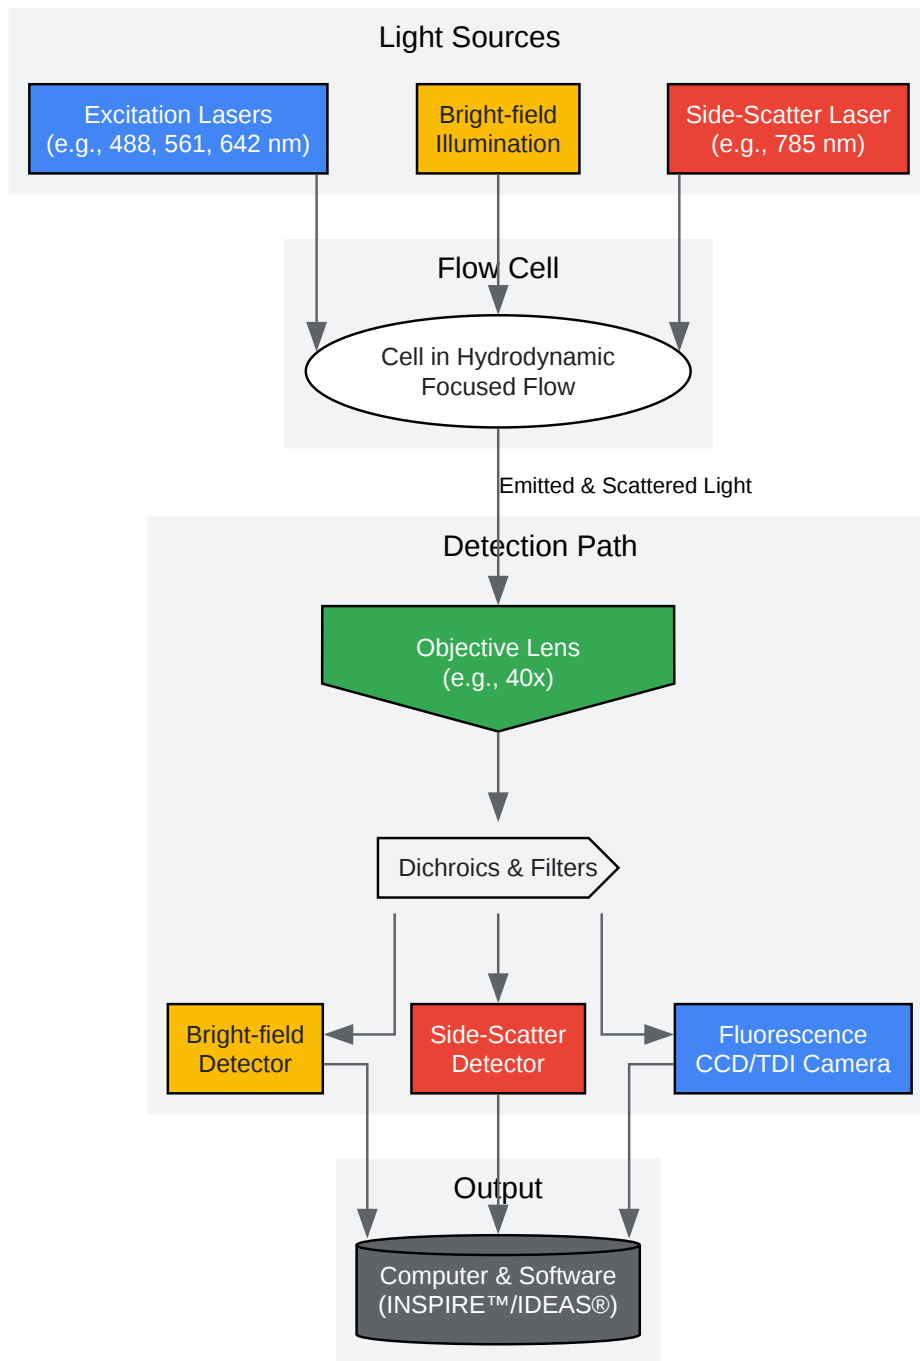 Light Sources
Excitation Lasers
(e.g., 488, 561, 642 nm)
Bright-field
Illumination
Side-Scatter Laser
(e.g., 785 nm)
Flow Cell
Cell in Hydrodynamic
Focused Flow
Emitted & Scattered Light
Detection Path
Objective Lens
(e.g., 40x)
Dichroics & Filters
Bright-field
Detector
Side-Scatter
Detector
Fluorescence
CCD/TDI Camera
Output
Computer & Software
(INSPIRE™/IDEAS®)